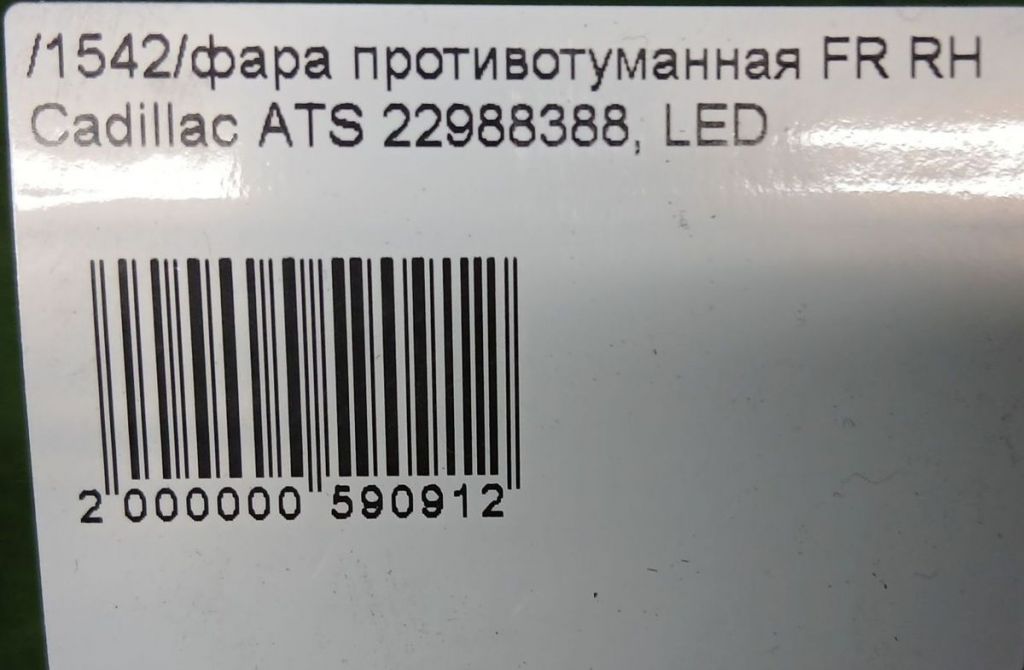 /1542/фара противотуманная FR RH
Cadillac ATS 22988388, LED
2 000000 590912